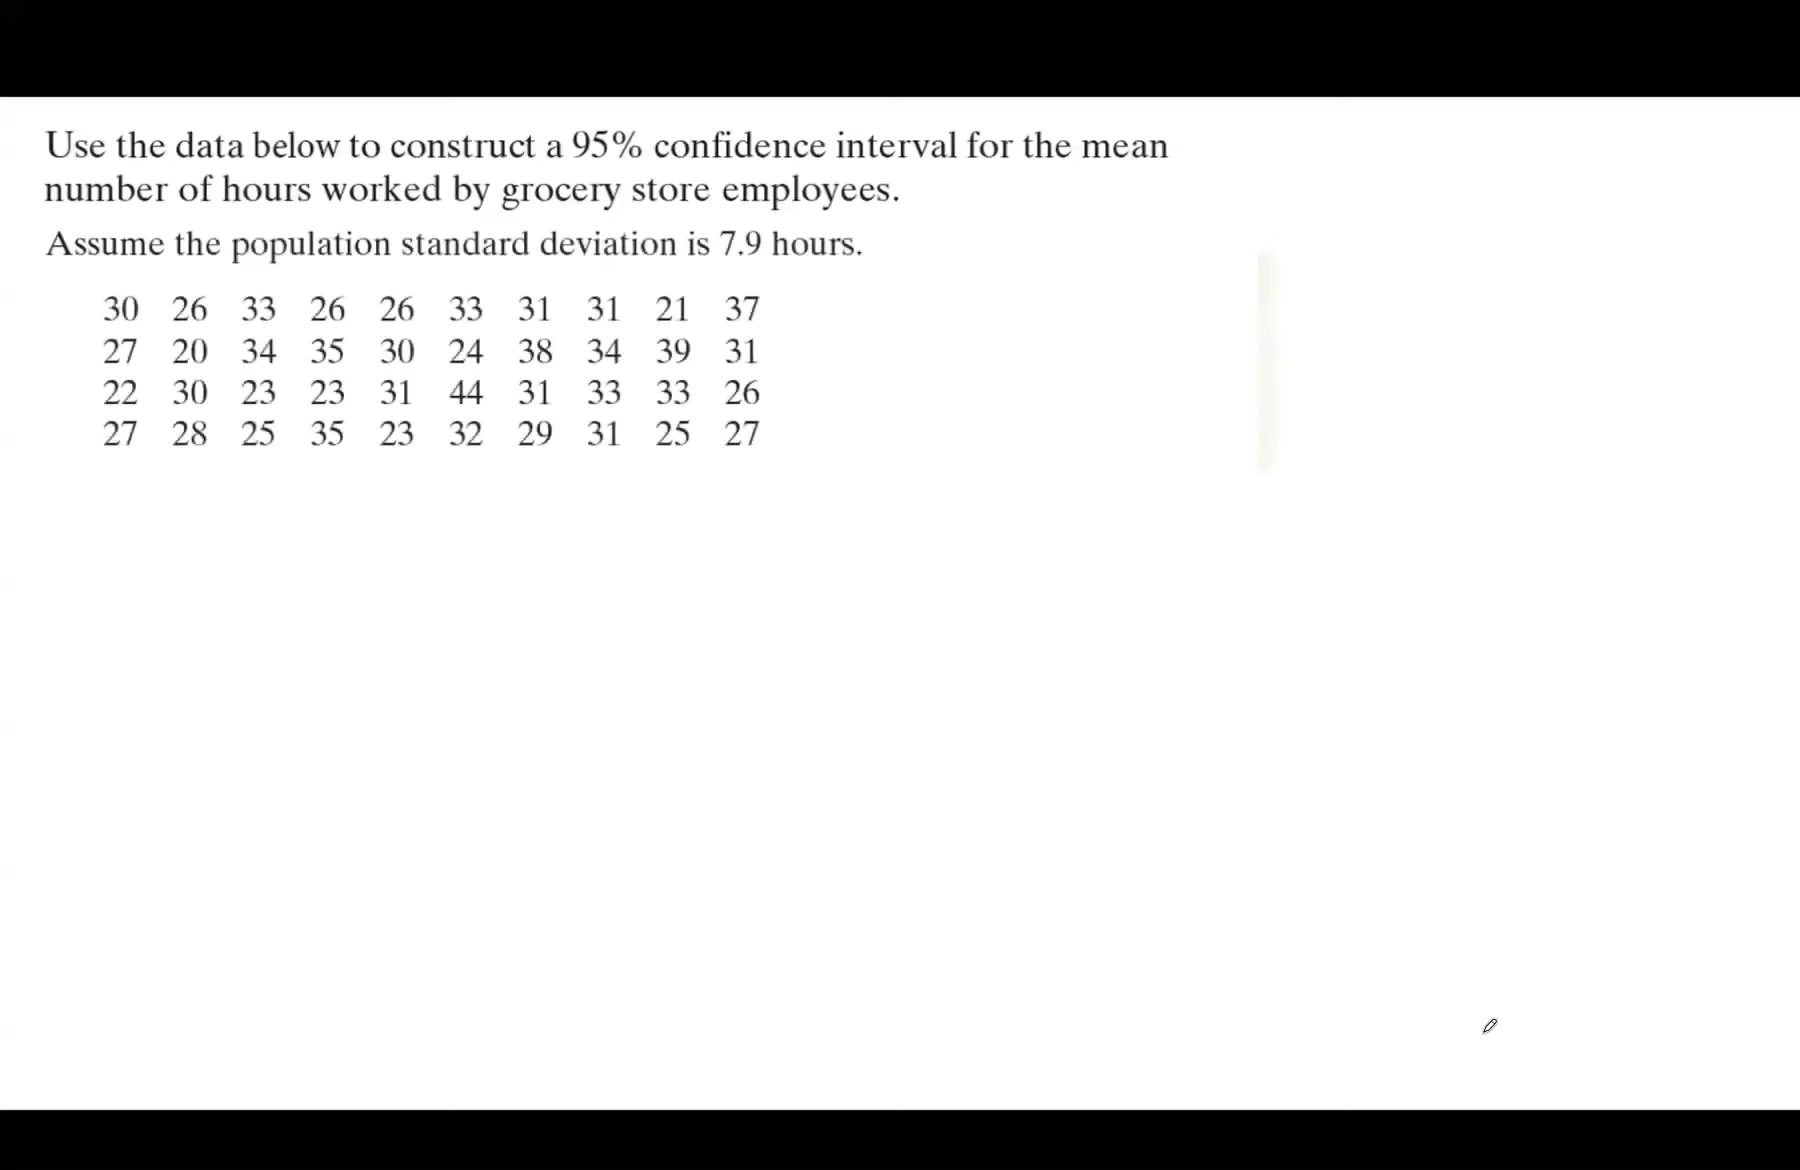 Use the data below to construct a 95% confidence interval for the mean
number of hours worked by grocery store employees.
Assume the population standard deviation is 7.9 hours.
30 26 33 26 26 33 31 31 21 37
27 20 34 35 30 24 38 34 39 31
22 30 23 23 31 44 31 33 33 26
27 28 25 35 23 32 29 31 25 27